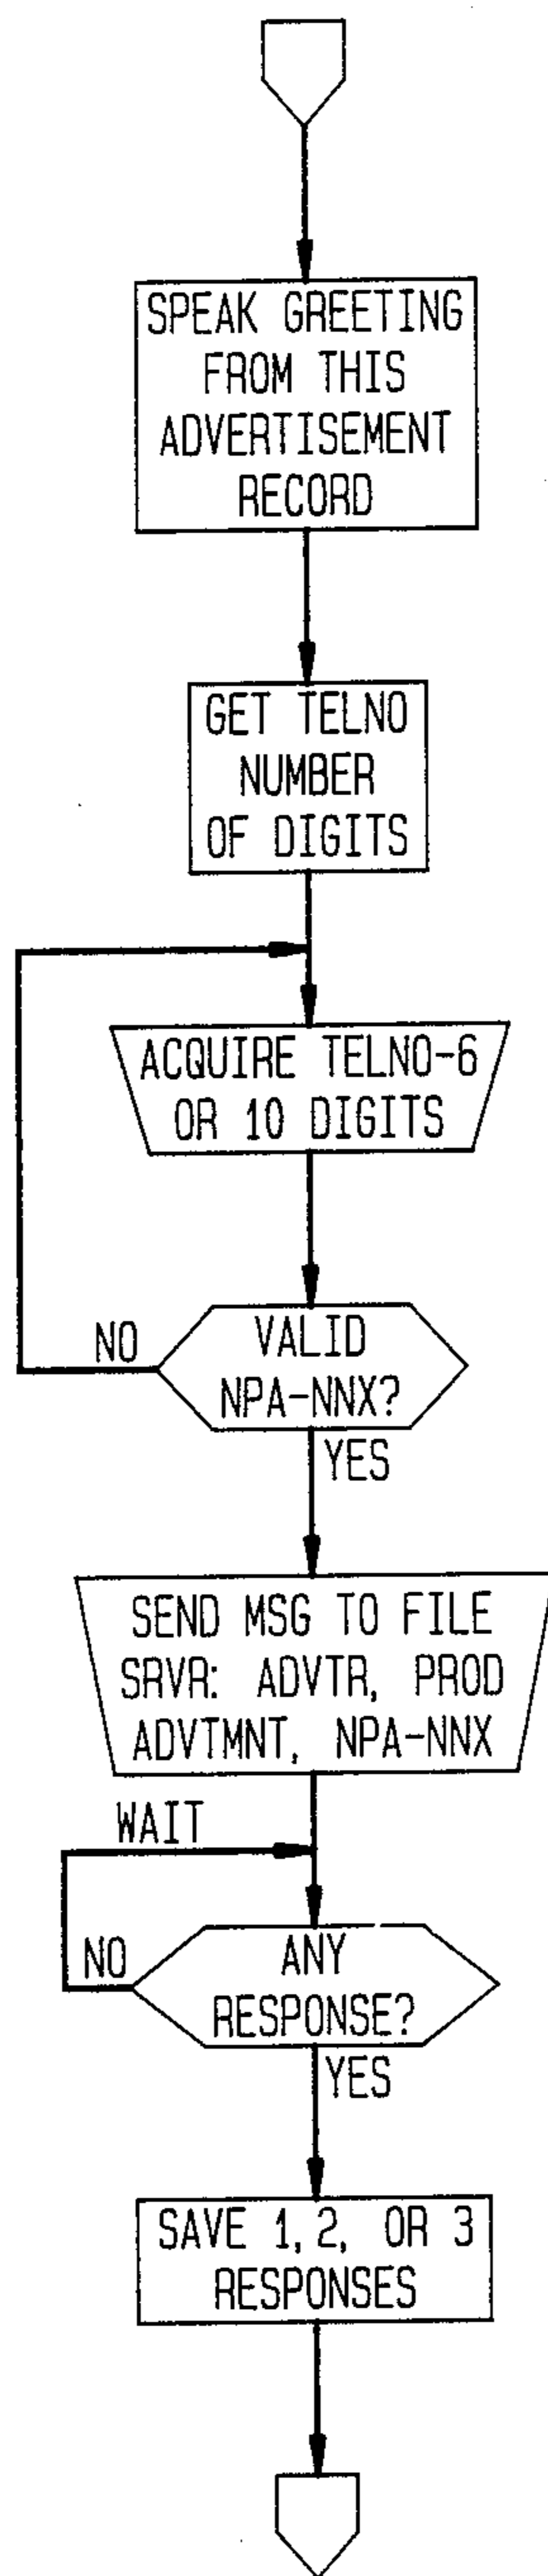 SPEAK GREETING
FROM THIS
ADVERTISEMENT
RECORD
GET TELNO
NUMBER
OF DIGITS
ACQUIRE TELNO-6
OR 10 DIGITS
NO
VALID
NPA-NNX?
YES
SEND MSG TO FILE
SRVR: ADVTR, PROD
ADVTMNT, NPA-NNX
WAIT
NO
ANY
RESPONSE?
YES
SAVE 1, 2, OR 3
RESPONSES